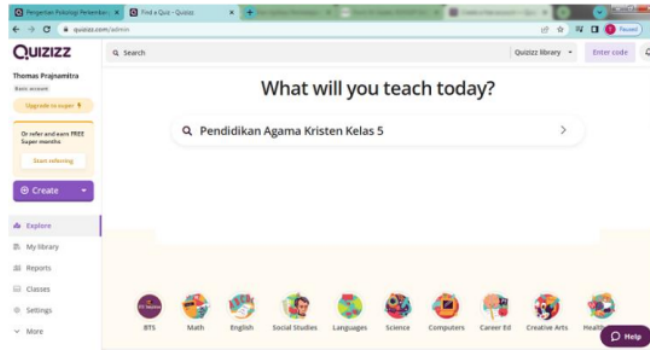 Pengertian Psikologi Perkemban
Find a Quiz - Quizizz
quizizz.com/admin
Paused
QUIZIZZ
Search
Quizizz library
Enter code
Thomas Prajnamitra
Basic account
Upgrade to super
Or refer and earn FREE
Super months
Start referring
Create
Explore
My library
Reports
Classes
Settings
More
What will you teach today?
Pendidikan Agama Kristen Kelas 5
BTS
Math
English
Social Studies
Languages
Science
Computers
Career Ed
Creative Arts
Health
Help